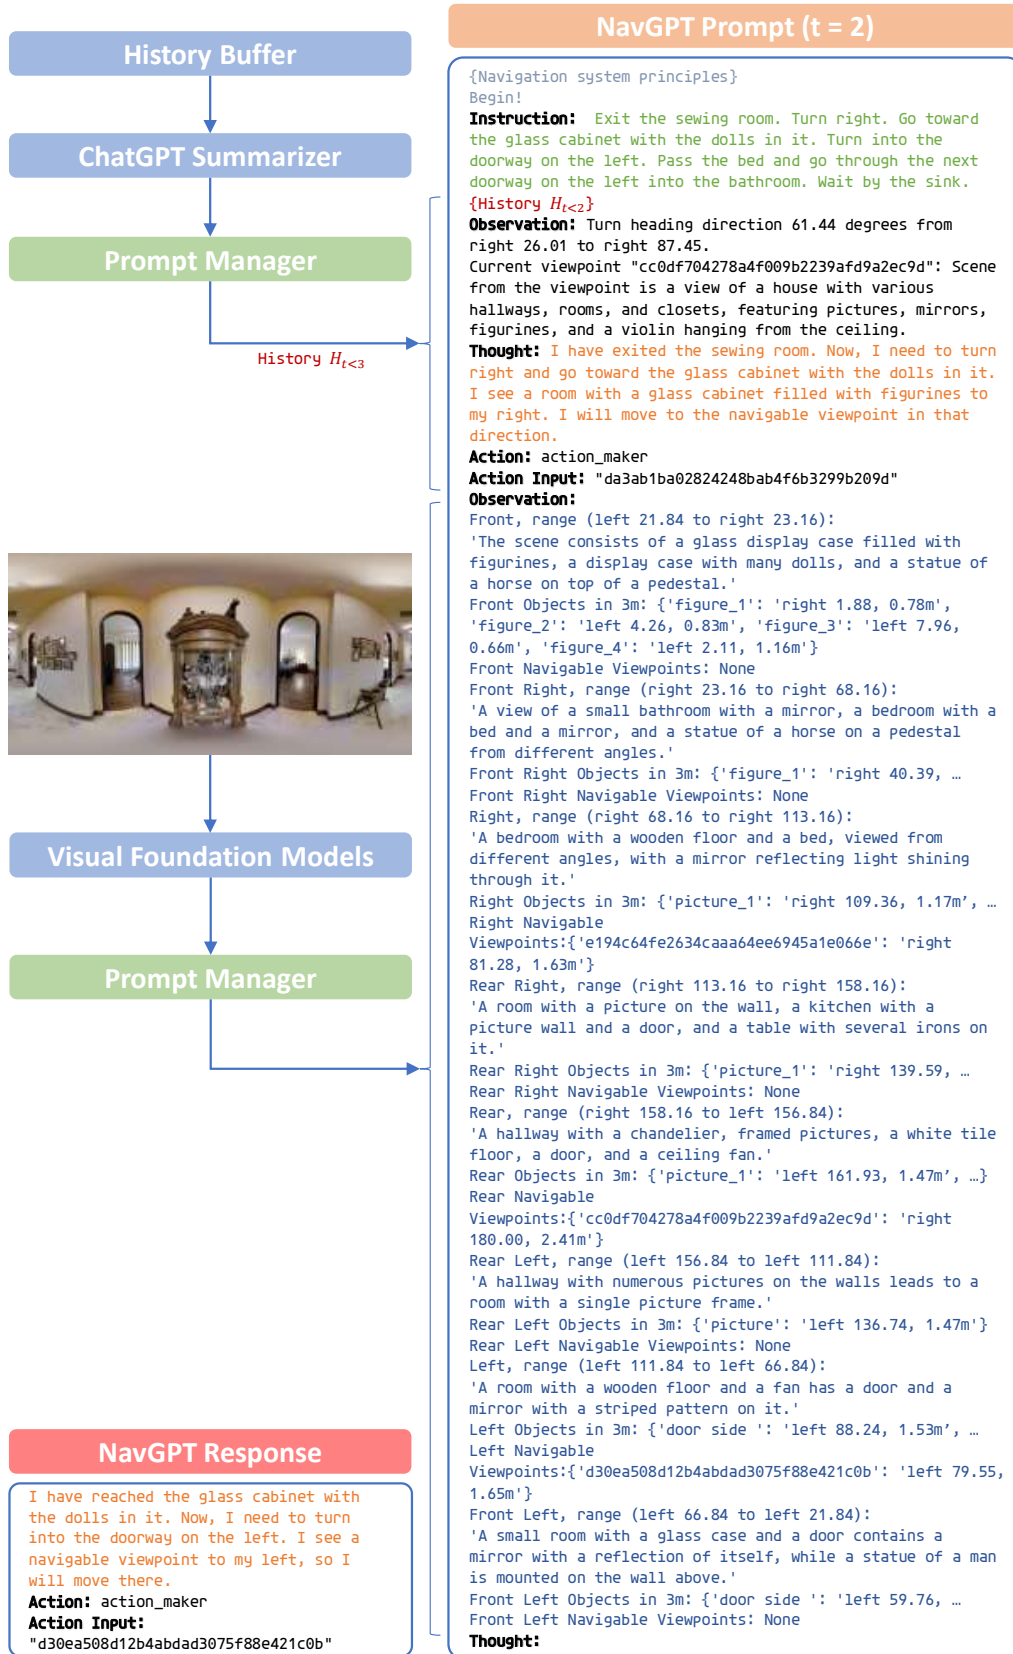 History Buffer
ChatGPT Summarizer
Prompt Manager
History H_{t<3}
Visual Foundation Models
Prompt Manager
NavGPT Response
I have reached the glass cabinet with
the dolls in it. Now, I need to turn
into the doorway on the left. I see a
navigable viewpoint to my left, so I
will move there.
Action: action_maker
Action Input:
"d30ea508d12b4abdad3075f88e421c0b"
NavGPT Prompt (t = 2)
{Navigation system principles}
Begin!
Instruction: Exit the sewing room. Turn right. Go toward
the glass cabinet with the dolls in it. Turn into the
doorway on the left. Pass the bed and go through the next
doorway on the left into the bathroom. Wait by the sink.
{History H_{t<2}}
Observation: Turn heading direction 61.44 degrees from
right 26.01 to right 87.45.
Current viewpoint "cc0df704278a4f009b2239afd9a2ec9d": Scene
from the viewpoint is a view of a house with various
hallways, rooms, and closets, featuring pictures, mirrors,
figurines, and a violin hanging from the ceiling.
Thought: I have exited the sewing room. Now, I need to turn
right and go toward the glass cabinet with the dolls in it.
I see a room with a glass cabinet filled with figurines to
my right. I will move to the navigable viewpoint in that
direction.
Action: action_maker
Action Input: "da3ab1ba02824248bab4f6b3299b209d"
Observation:
Front, range (left 21.84 to right 23.16):
'The scene consists of a glass display case filled with
figurines, a display case with many dolls, and a statue of
a horse on top of a pedestal.'
Front Objects in 3m: {'figure_1': 'right 1.88, 0.78m',
'figure_2': 'left 4.26, 0.83m', 'figure_3': 'left 7.96,
0.66m', 'figure_4': 'left 2.11, 1.16m'}
Front Navigable Viewpoints: None
Front Right, range (right 23.16 to right 68.16):
'A view of a small bathroom with a mirror, a bedroom with a
bed and a mirror, and a statue of a horse on a pedestal
from different angles.'
Front Right Objects in 3m: {'figure_1': 'right 40.39, …
Front Right Navigable Viewpoints: None
Right, range (right 68.16 to right 113.16):
'A bedroom with a wooden floor and a bed, viewed from
different angles, with a mirror reflecting light shining
through it.'
Right Objects in 3m: {'picture_1': 'right 109.36, 1.17m’, …
Right Navigable
Viewpoints:{'e194c64fe2634caaa64ee6945a1e066e': 'right
81.28, 1.63m'}
Rear Right, range (right 113.16 to right 158.16):
'A room with a picture on the wall, a kitchen with a
picture wall and a door, and a table with several irons on
it.'
Rear Right Objects in 3m: {'picture_1': 'right 139.59, …
Rear Right Navigable Viewpoints: None
Rear, range (right 158.16 to left 156.84):
'A hallway with a chandelier, framed pictures, a white tile
floor, a door, and a ceiling fan.'
Rear Objects in 3m: {'picture_1': 'left 161.93, 1.47m’, …}
Rear Navigable
Viewpoints:{'cc0df704278a4f009b2239afd9a2ec9d': 'right
180.00, 2.41m'}
Rear Left, range (left 156.84 to left 111.84):
'A hallway with numerous pictures on the walls leads to a
room with a single picture frame.'
Rear Left Objects in 3m: {'picture': 'left 136.74, 1.47m'}
Rear Left Navigable Viewpoints: None
Left, range (left 111.84 to left 66.84):
'A room with a wooden floor and a fan has a door and a
mirror with a striped pattern on it.'
Left Objects in 3m: {'door side ': 'left 88.24, 1.53m’, …
Left Navigable
Viewpoints:{'d30ea508d12b4abdad3075f88e421c0b': 'left 79.55,
1.65m'}
Front Left, range (left 66.84 to left 21.84):
'A small room with a glass case and a door contains a
mirror with a reflection of itself, while a statue of a man
is mounted on the wall above.'
Front Left Objects in 3m: {'door side ': 'left 59.76, …
Front Left Navigable Viewpoints: None
Thought: